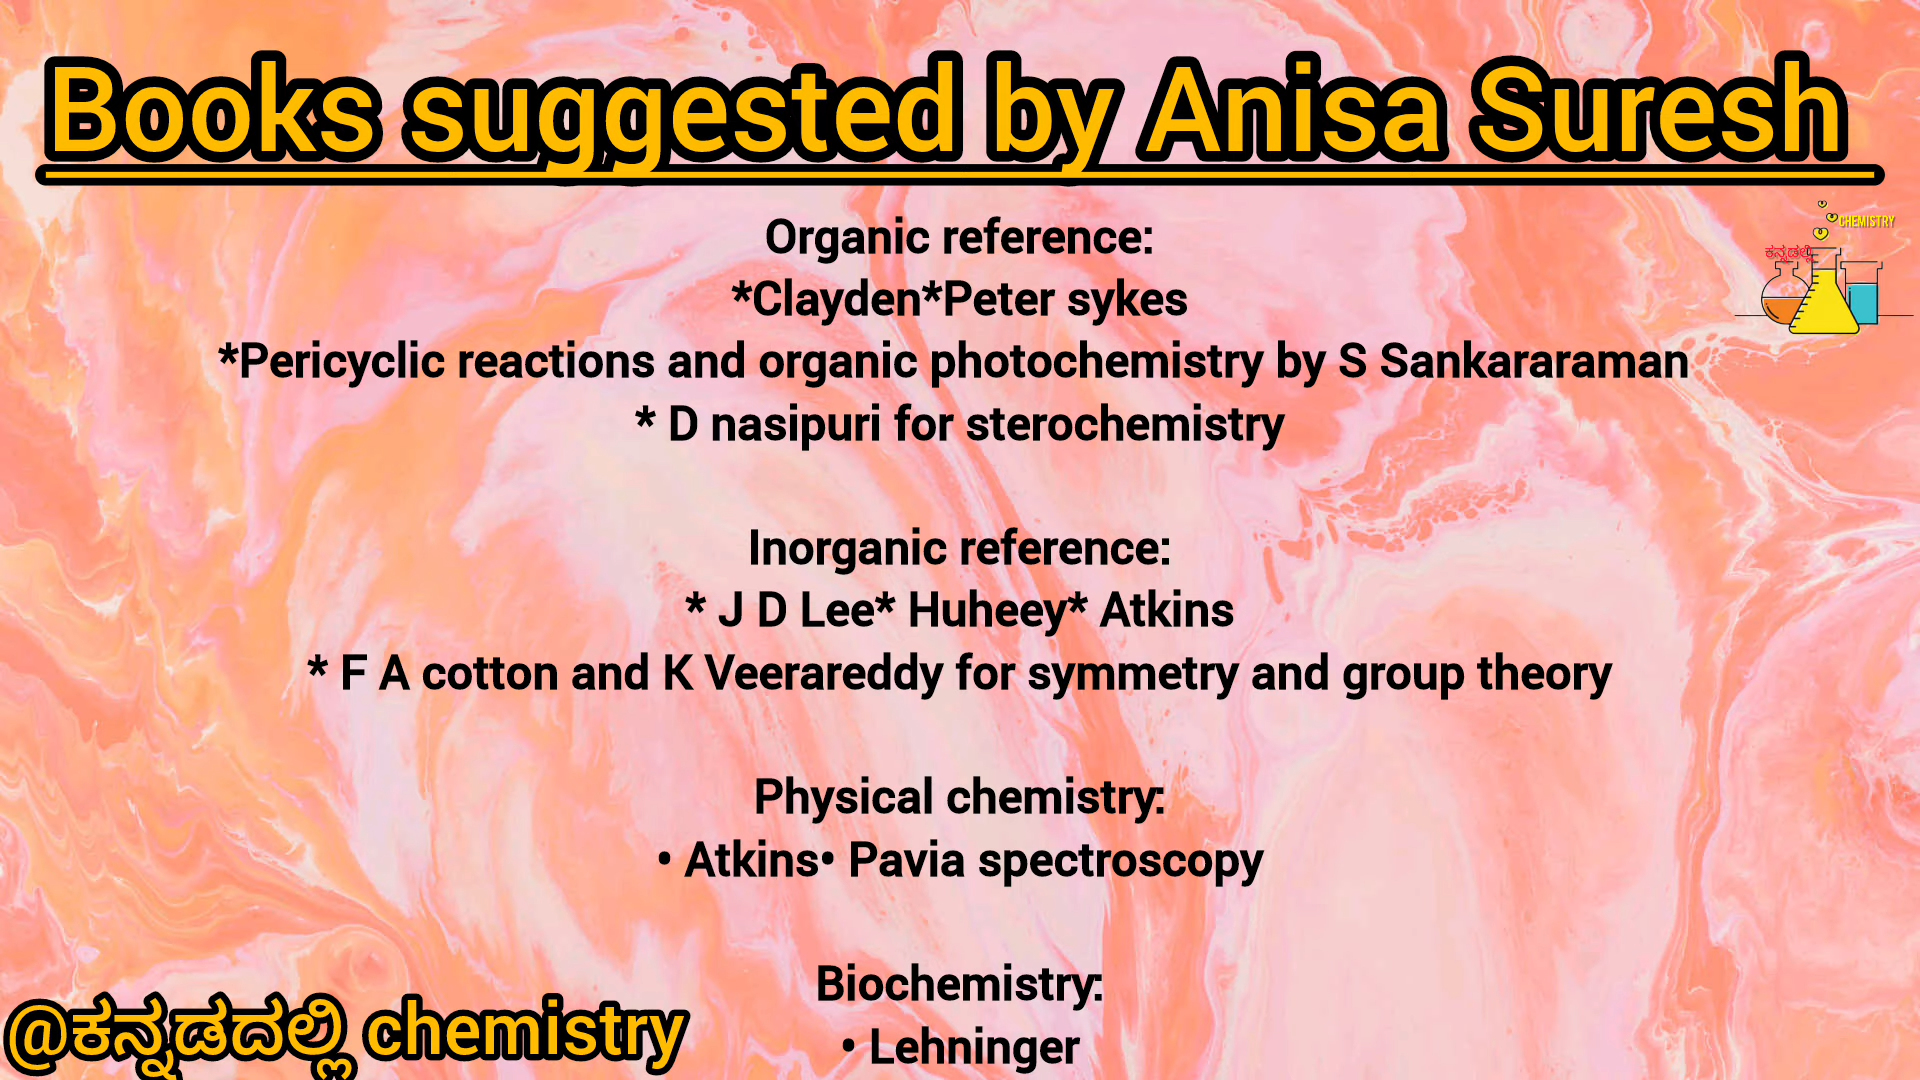 Books suggested by Anisa Suresh
Organic reference:
*Clayden*Peter sykes
*Pericyclic reactions and organic photochemistry by S Sankararaman
* D nasipuri for sterochemistry
CHEMISTRY
ಕನ್ನಡಲ್ಲಿ
Inorganic reference:
* J D Lee* Huheey* Atkins
* F A cotton and K Veerareddy for symmetry and group theory
Physical chemistry:
• Atkins• Pavia spectroscopy
Biochemistry:
• Lehninger
@ಕನ್ನಡದಲ್ಲಿ chemistry